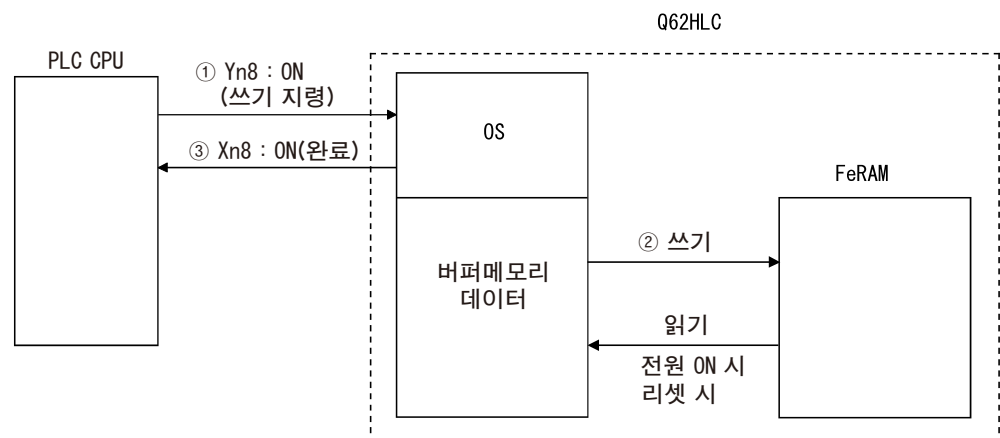 Q62HLC
PLC CPU
① Yn8 : ON
(쓰기 지령)
③ Xn8 : ON(완료)
OS
FeRAM
② 쓰기
버퍼메모리
데이터
읽기
전원 ON 시
리셋 시